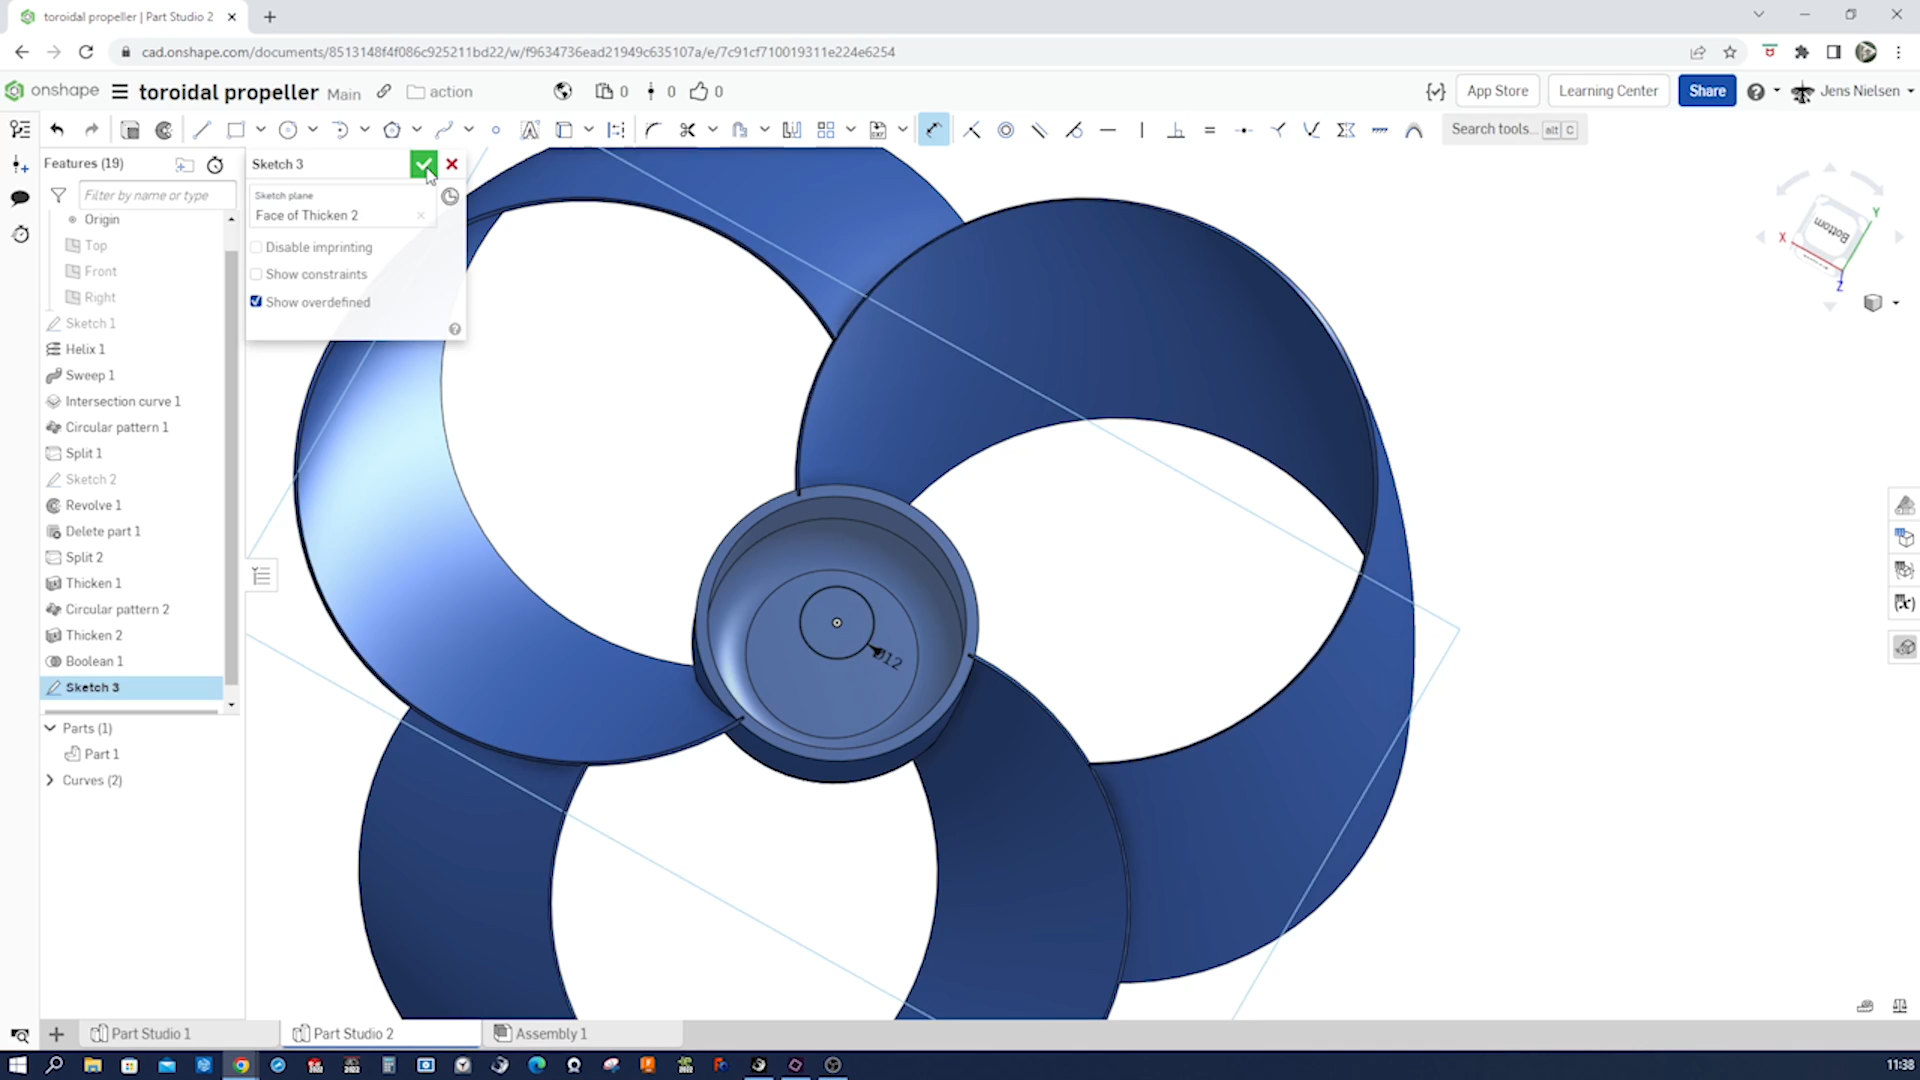 toroidal propeller | Part Studio 2
cad.onshape.com/documents/8513148f4f086c925211bd22/w/f9634736ead21949c635107a/e/7c91cf710019311e224e6254
onshape
toroidal propeller Main
action
0
0
0
App Store
Learning Center
Share
Jens Nielsen
Search tools... alt C
Features (19)
Filter by name or type
Origin
Top
Front
Right
Sketch 1
Helix 1
Sweep 1
Intersection curve 1
Circular pattern 1
Split 1
Sketch 2
Revolve 1
Delete part 1
Split 2
Thicken 1
Circular pattern 2
Thicken 2
Boolean 1
Sketch 3
Parts (1)
Part 1
Curves (2)
Sketch 3
Sketch plane
Face of Thicken 2
Disable imprinting
Show constraints
Show overdefined
Ø12
Bottom
X
Y
Z
Part Studio 1
Part Studio 2
Assembly 1
11:38